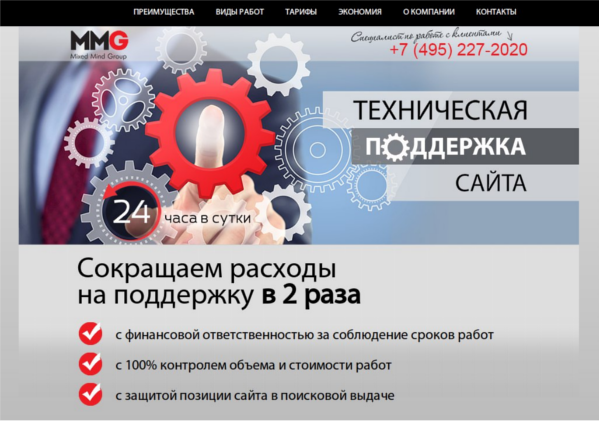 ПРЕИМУЩЕСТВА ВИДЫ РАБОТ ТАРИФЫ ЭКОНОМИЯ О КОМПАНИИ КОНТАКТЫ
MMG
Mixed Mind Group
Специалист по работе с клиентами
+7 (495) 227-2020
ТЕХНИЧЕСКАЯ
ПОДДЕРЖКА
САЙТА
24 часа в сутки
Сокращаем расходы
на поддержку в 2 раза
с финансовой ответственностью за соблюдение сроков работ
с 100% контролем объема и стоимости работ
с защитой позиции сайта в поисковой выдаче